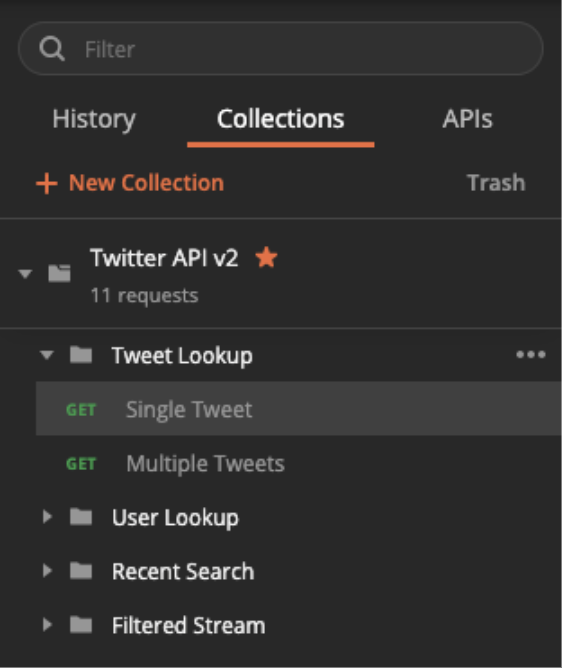 Filter
History Collections APIs
+ New Collection Trash
Twitter API v2
11 requests
Tweet Lookup
GET Single Tweet
GET Multiple Tweets
User Lookup
Recent Search
Filtered Stream